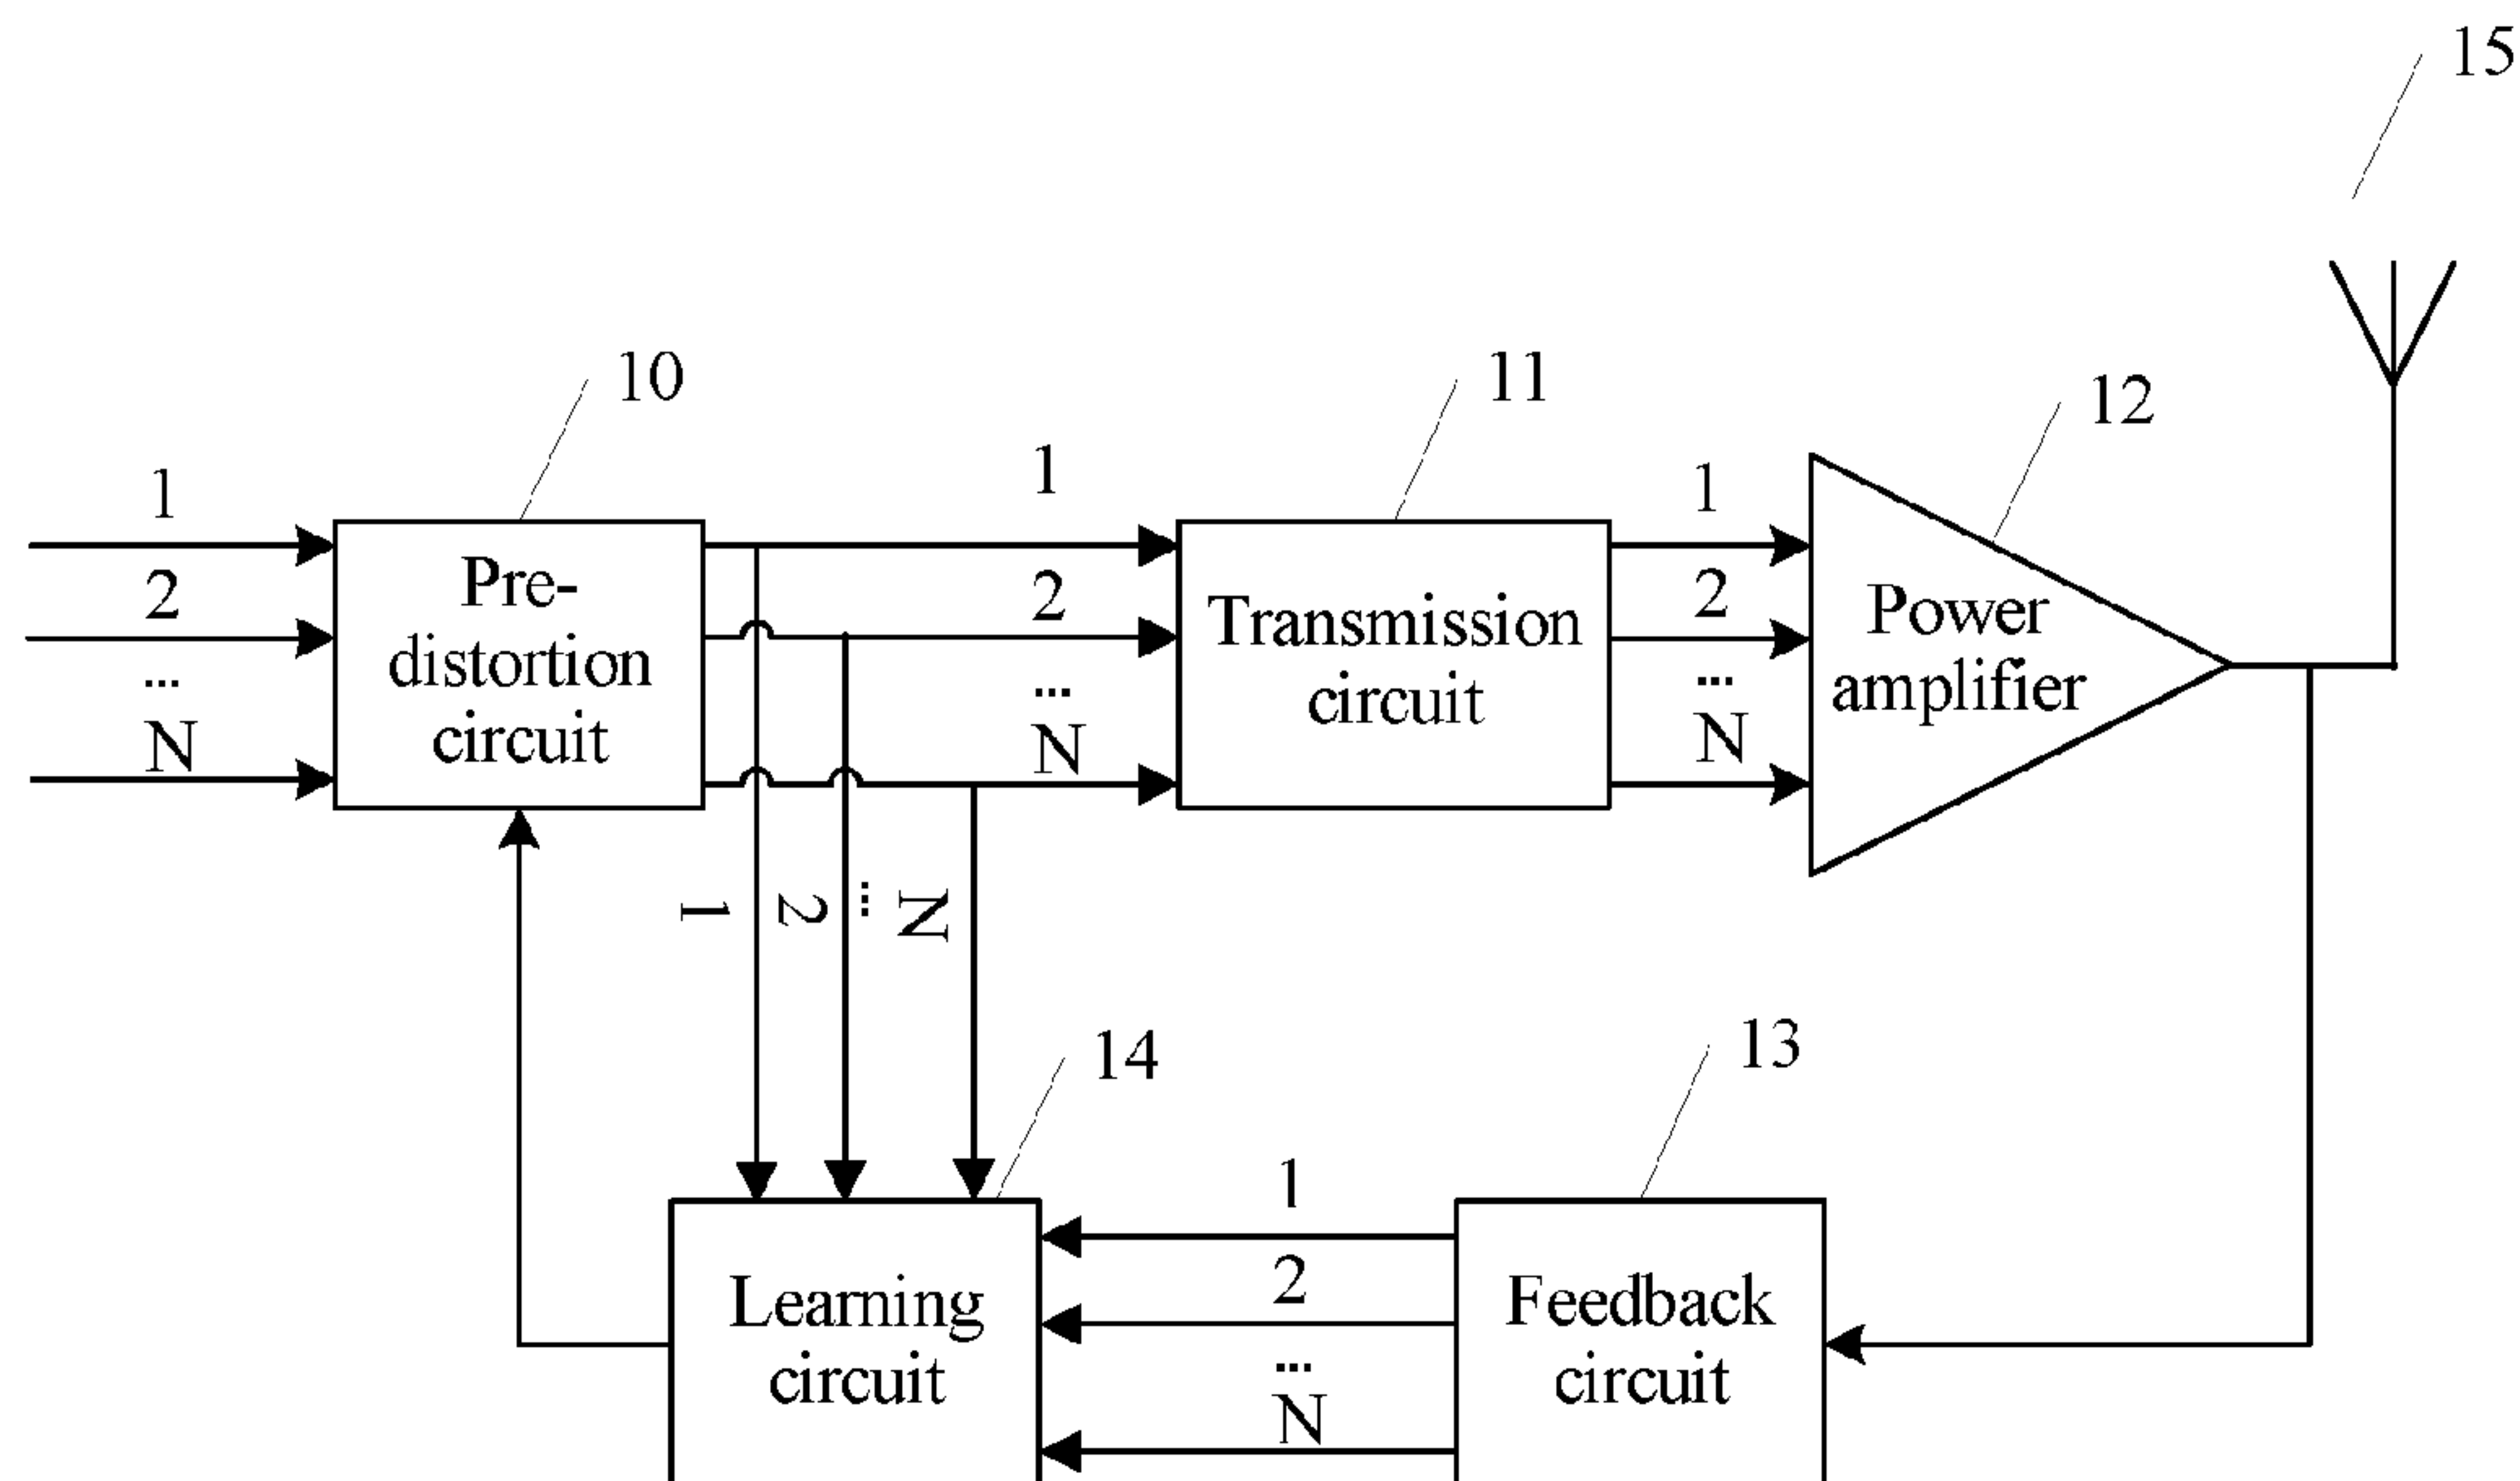 15
10
11
12
1
2
...
N
Pre-
distortion
circuit
1
2
...
N
Transmission
circuit
1
2
...
N
Power
amplifier
1
2
...
N
14
13
Learning
circuit
1
2
...
N
Feedback
circuit